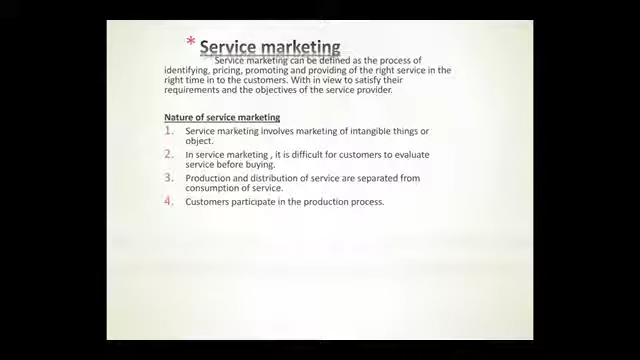 * Service marketing
Service marketing can be defined as the process of
identifying, pricing, promoting and providing of the right service in the
right time in to the customers. With in view to satisfy their
requirements and the objectives of the service provider.
Nature of service marketing
1. Service marketing involves marketing of intangible things or
object.
2. In service marketing , it is difficult for customers to evaluate
service before buying.
3. Production and distribution of service are separated from
consumption of service.
4. Customers participate in the production process.